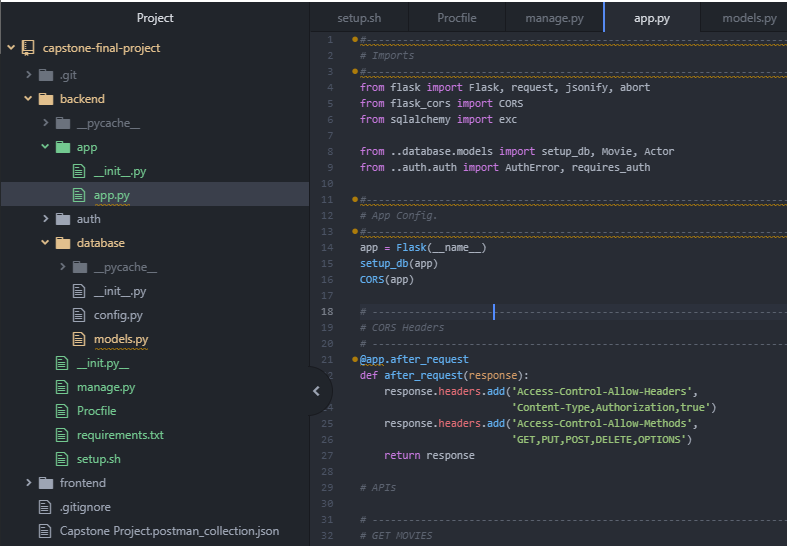 Project
capstone-final-project
.git
backend
__pycache__
app
__init__.py
app.py
auth
database
__pycache__
__init__.py
config.py
models.py
__init.py__
manage.py
Procfile
requirements.txt
setup.sh
frontend
.gitignore
Capstone Project.postman_collection.json
setup.sh Procfile manage.py app.py models.py
1 #----------------------------------------------------------------------
2 # Imports
3 #----------------------------------------------------------------------
4 from flask import Flask, request, jsonify, abort
5 from flask_cors import CORS
6 from sqlalchemy import exc
7
8 from ..database.models import setup_db, Movie, Actor
9 from ..auth.auth import AuthError, requires_auth
10
11 #----------------------------------------------------------------------
12 # App Config.
13 #----------------------------------------------------------------------
14 app = Flask(__name__)
15 setup_db(app)
16 CORS(app)
17
18 # ---------------------------------------------------------------------
19 # CORS Headers
20 # ---------------------------------------------------------------------
21 @app.after_request
def after_request(response):
response.headers.add('Access-Control-Allow-Headers',
'Content-Type,Authorization,true')
25 response.headers.add('Access-Control-Allow-Methods',
26 'GET,PUT,POST,DELETE,OPTIONS')
27 return response
28
29 # APIs
30
31 # ---------------------------------------------------------------------
32 # GET MOVIES